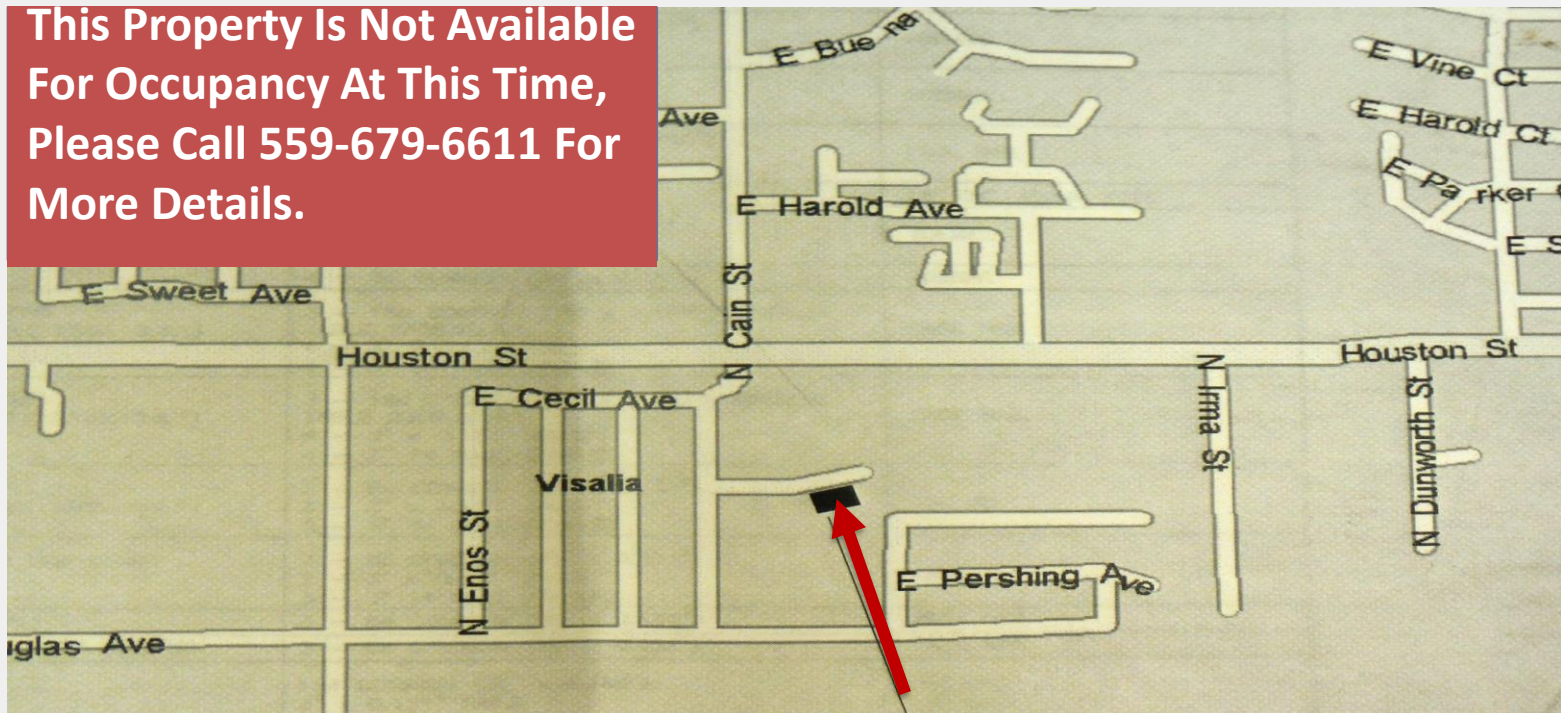 This Property Is Not Available
For Occupancy At This Time,
Please Call 559-679-6611 For
More Details.
E Buena
E Vine Ct
Ave
E Harold Ct
E Parker
E Harold Ave
E S
E Sweet Ave
N Cain St
Houston St
Houston St
E Cecil Ave
N Irma St
N Dunworth St
Visalia
N Enos St
E Pershing Ave
uglas Ave